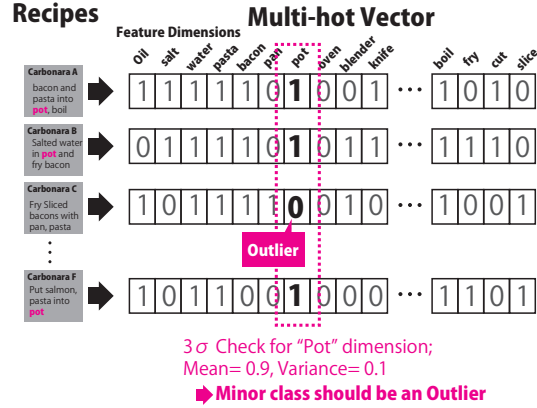 Recipes
Multi-hot Vector
Feature Dimensions
Oil salt water pasta bacon pan pot oven blender knife boil fry cut slice
Carbonara A
bacon and
pasta into
pot, boil
1 1 1 1 1 0 1 0 0 1 ··· 1 0 1 0
Carbonara B
Salted water
in pot and
fry bacon
0 1 1 1 1 0 1 0 1 1 ··· 1 1 1 0
Carbonara C
Fry Sliced
bacons with
pan, pasta
1 0 1 1 1 1 0 0 1 0 ··· 1 0 0 1
Outlier
Carbonara F
Put salmon,
pasta into
pot
1 0 1 1 0 0 1 0 0 0 ··· 1 1 0 1
3σ Check for “Pot” dimension;
Mean= 0.9, Variance= 0.1
Minor class should be an Outlier